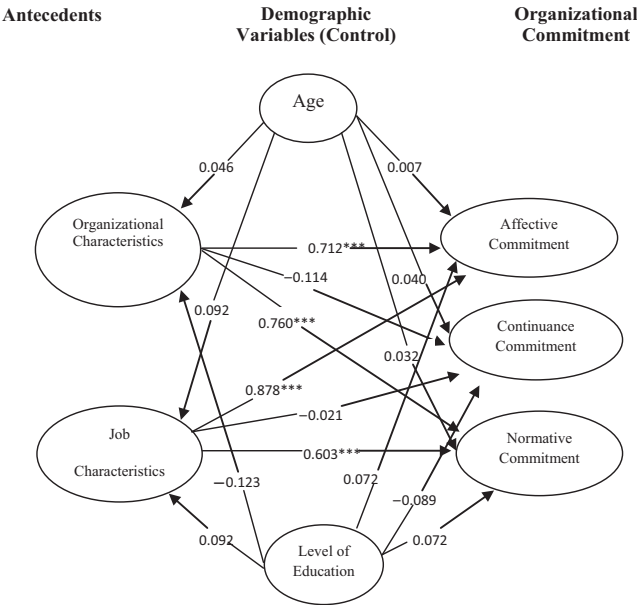 Antecedents
Demographic
Variables (Control)
Organizational
Commitment
Age
0.046
0.007
Organizational
Characteristics
Affective
Commitment
0.712***
−0.114
0.040
0.092
0.760***
Continuance
Commitment
0.032
0.878***
−0.021
Job
Characteristics
Normative
Commitment
0.603***
−0.123
0.072
−0.089
0.092
0.072
Level of
Education